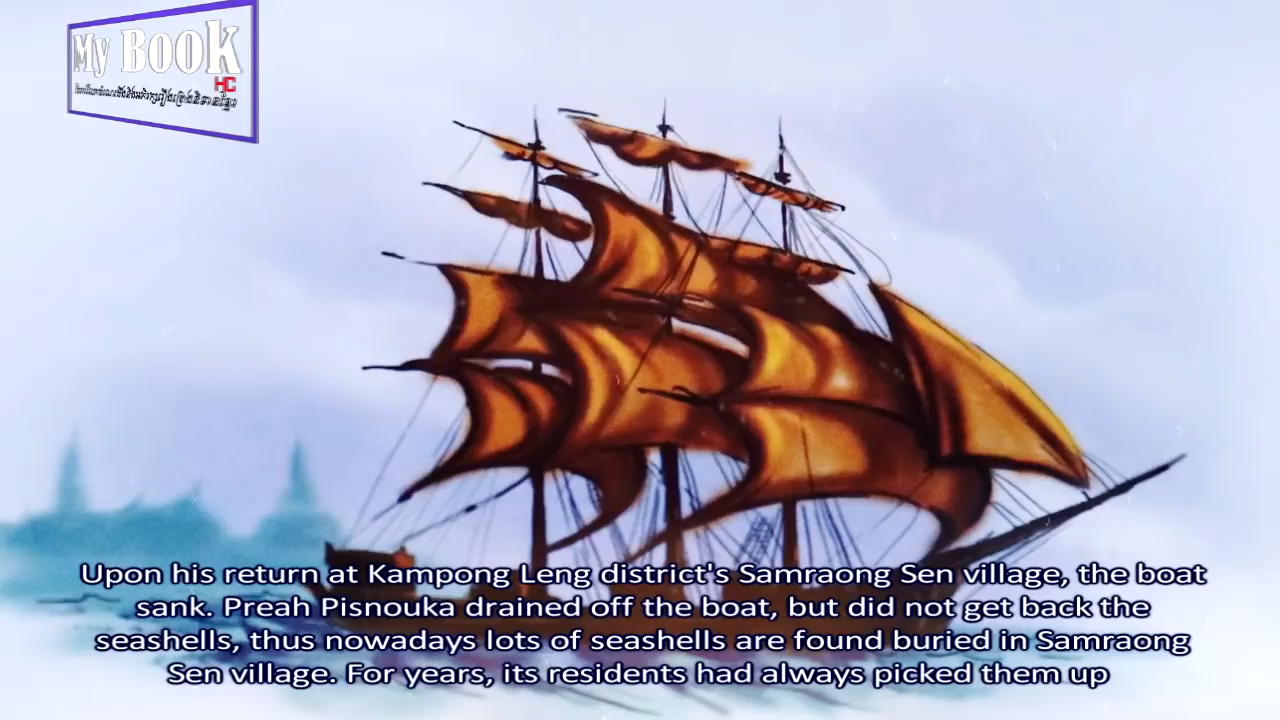 My Book
HC
Upon his return at Kampong Leng district's Samraong Sen village, the boat
sank. Preah Pisnouka drained off the boat, but did not get back the
seashells, thus nowadays lots of seashells are found buried in Samraong
Sen village. For years, its residents had always picked them up